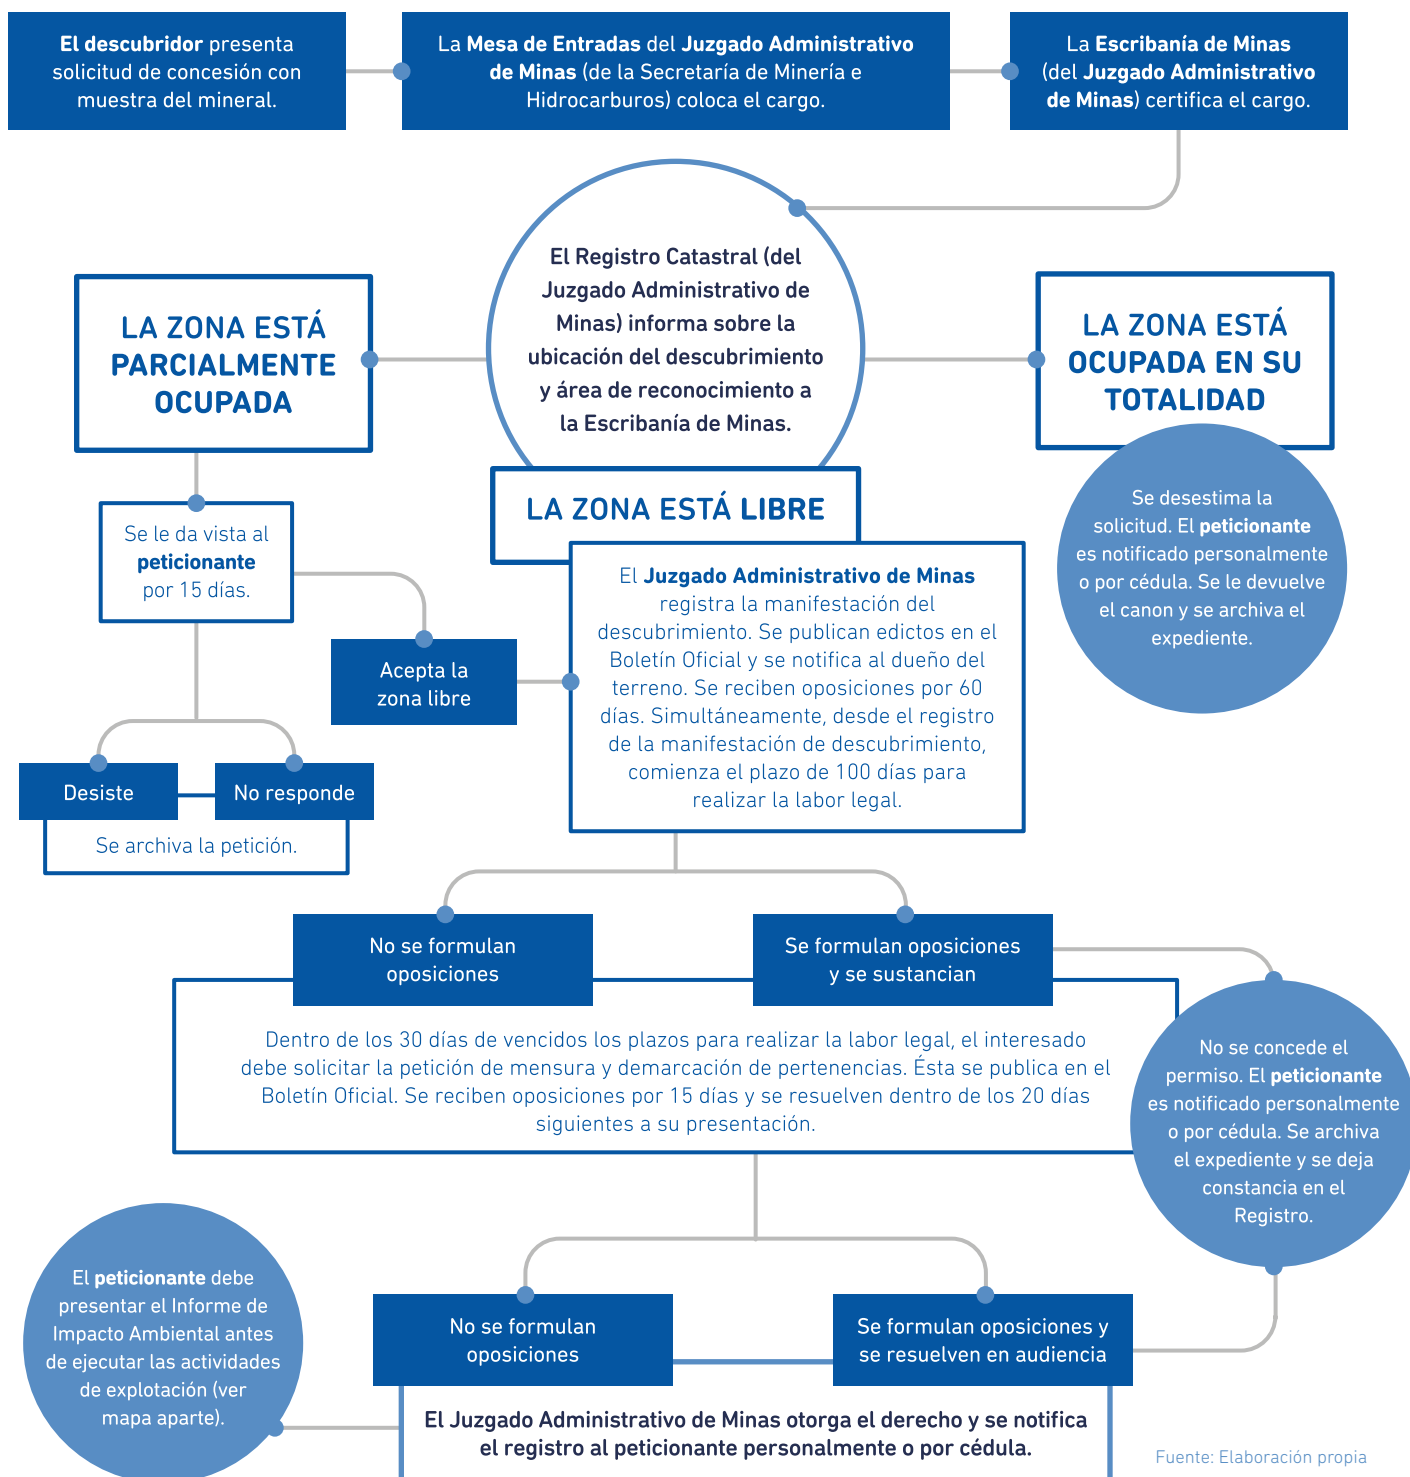 El descubridor presenta
solicitud de concesión con
muestra del mineral.
La Mesa de Entradas del Juzgado Administrativo
de Minas (de la Secretaría de Minería e
Hidrocarburos) coloca el cargo.
La Escribanía de Minas
(del Juzgado Administrativo
de Minas) certifica el cargo.
El Registro Catastral (del
Juzgado Administrativo de
Minas) informa sobre la
ubicación del descubrimiento
y área de reconocimiento a
la Escribanía de Minas.
LA ZONA ESTÁ
PARCIALMENTE
OCUPADA
LA ZONA ESTÁ
OCUPADA EN SU
TOTALIDAD
LA ZONA ESTÁ LIBRE
Se desestima la
solicitud. El peticionante
es notificado personalmente
o por cédula. Se le devuelve
el canon y se archiva el
expediente.
Se le da vista al
peticionante
por 15 días.
Acepta la
zona libre
El Juzgado Administrativo de Minas
registra la manifestación del
descubrimiento. Se publican edictos en el
Boletín Oficial y se notifica al dueño del
terreno. Se reciben oposiciones por 60
días. Simultáneamente, desde el registro
de la manifestación de descubrimiento,
comienza el plazo de 100 días para
realizar la labor legal.
Desiste
No responde
Se archiva la petición.
No se formulan
oposiciones
Se formulan oposiciones
y se sustancian
Dentro de los 30 días de vencidos los plazos para realizar la labor legal, el interesado
debe solicitar la petición de mensura y demarcación de pertenencias. Ésta se publica en el
Boletín Oficial. Se reciben oposiciones por 15 días y se resuelven dentro de los 20 días
siguientes a su presentación.
No se concede el
permiso. El peticionante
es notificado personalmente
o por cédula. Se archiva
el expediente y se deja
constancia en el
Registro.
El peticionante debe
presentar el Informe de
Impacto Ambiental antes
de ejecutar las actividades
de explotación (ver
mapa aparte).
No se formulan
oposiciones
Se formulan oposiciones y
se resuelven en audiencia
El Juzgado Administrativo de Minas otorga el derecho y se notifica
el registro al peticionante personalmente o por cédula.
Fuente: Elaboración propia